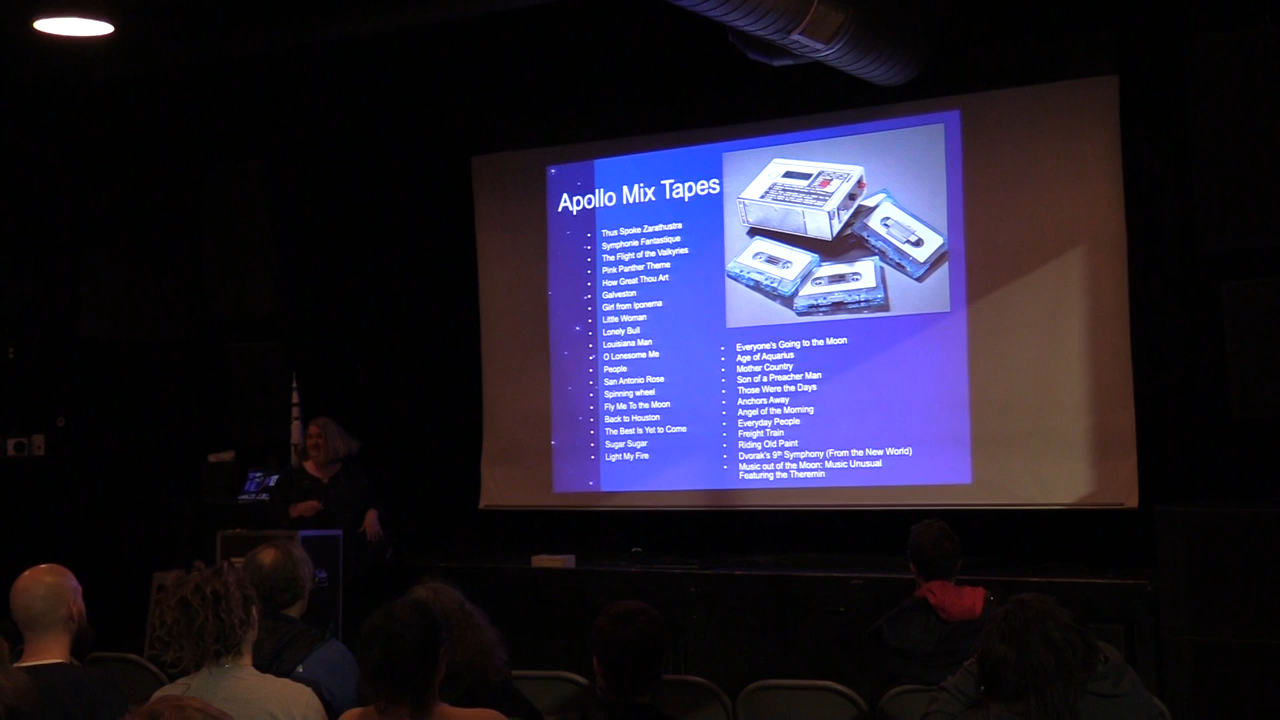 Apollo Mix Tapes
Thus Spoke Zarathustra
Symphonie Fantastique
The Flight of the Valkyries
Pink Panther Theme
How Great Thou Art
Galveston
Girl from Iponema
Little Woman
Lonely Bull
Louisiana Man
O Lonesome Me
People
San Antonio Rose
Spinning wheel
Fly Me To the Moon
Back to Houston
The Best Is Yet to Come
Sugar Sugar
Light My Fire
Everyone's Going to the Moon
Age of Aquarius
Mother Country
Son of a Preacher Man
Those Were the Days
Anchors Away
Angel of the Morning
Everyday People
Freight Train
Riding Old Paint
Dvorak's 9th Symphony (From the New World)
Music out of the Moon: Music Unusual
Featuring the Theremin